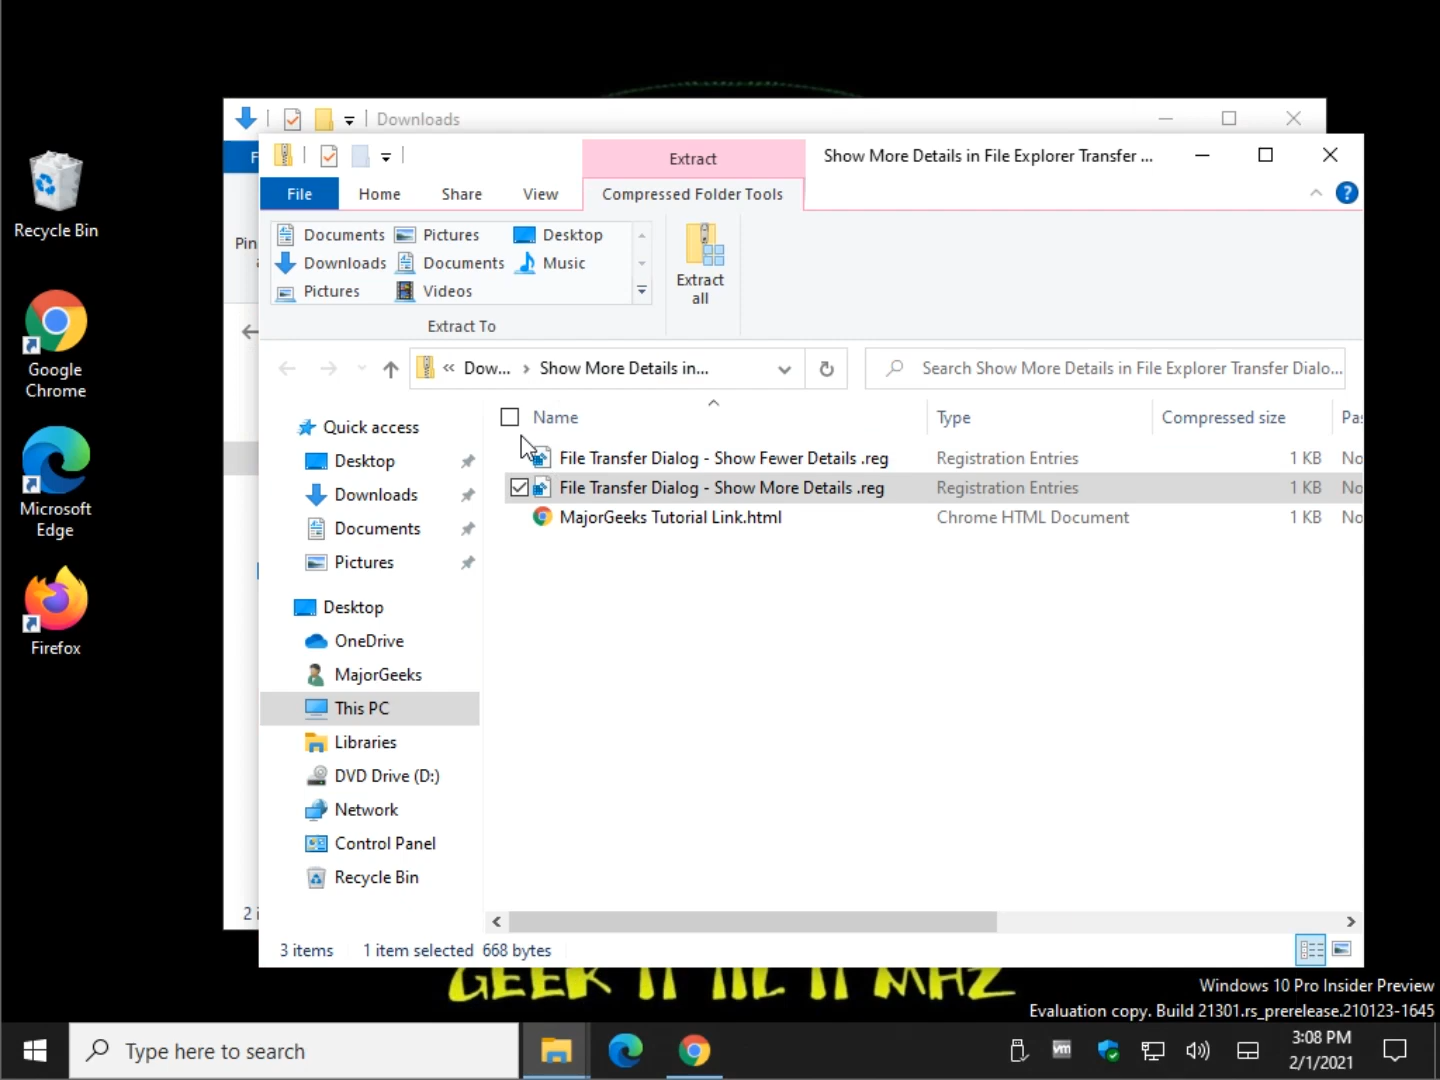 Downloads
Extract
Show More Details in File Explorer Transfer ...
File
Home
Share
View
Compressed Folder Tools
Documents
Pictures
Desktop
Downloads
Documents
Music
Pictures
Videos
Extract all
Extract To
« Dow... › Show More Details in...
Search Show More Details in File Explorer Transfer Dialo...
Name
Type
Compressed size
File Transfer Dialog - Show Fewer Details .reg
Registration Entries
1 KB
No
File Transfer Dialog - Show More Details .reg
Registration Entries
1 KB
No
MajorGeeks Tutorial Link.html
Chrome HTML Document
1 KB
No
Quick access
Desktop
Downloads
Documents
Pictures
Desktop
OneDrive
MajorGeeks
This PC
Libraries
DVD Drive (D:)
Network
Control Panel
Recycle Bin
3 items
1 item selected 668 bytes
Recycle Bin
Google
Chrome
Microsoft
Edge
Firefox
Windows 10 Pro Insider Preview
Evaluation copy. Build 21301.rs_prerelease.210123-1645
Type here to search
vm
3:08 PM
2/1/2021